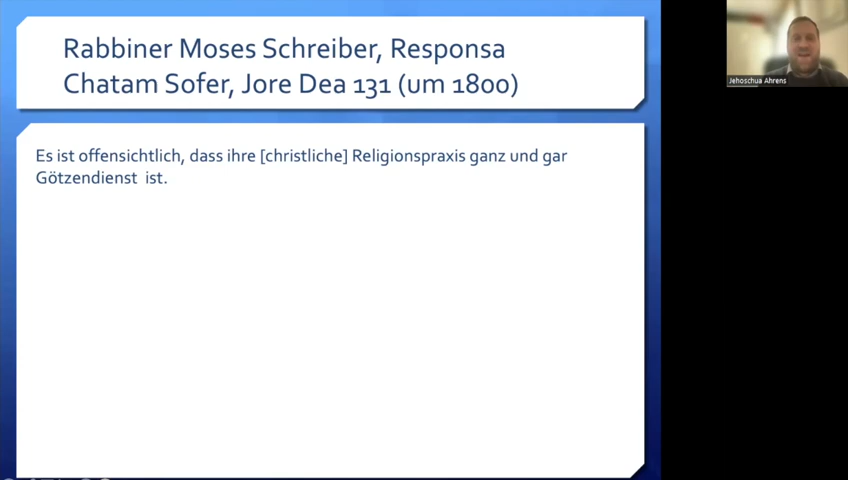 Rabbiner Moses Schreiber, Responsa
Chatam Sofer, Jore Dea 131 (um 1800)
Es ist offensichtlich, dass ihre [christliche] Religionspraxis ganz und gar
Götzendienst ist.
Jehoschua Ahrens